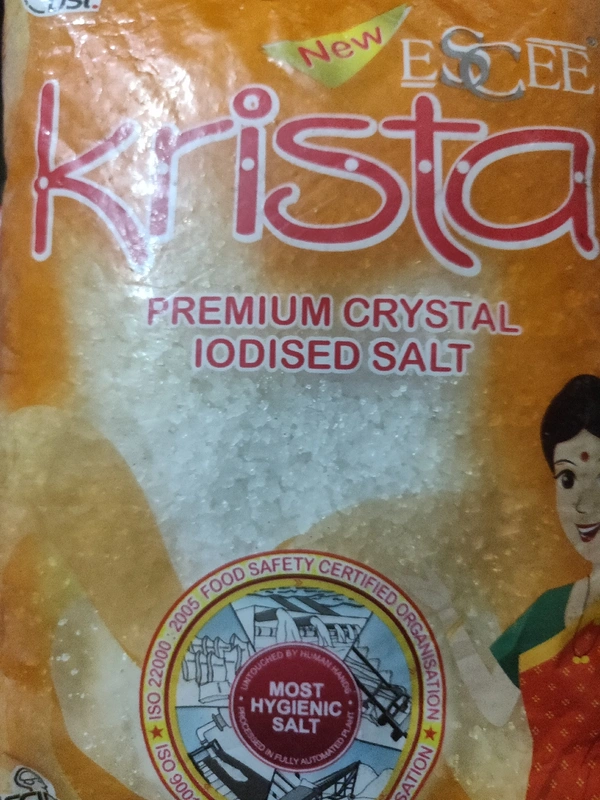 New
ESCEE
krista
PREMIUM CRYSTAL
IODISED SALT
ISO 22000 : 2005 FOOD SAFETY CERTIFIED ORGANISATION
UNTOUCHED BY HUMAN HANDS
MOST
HYGIENIC
SALT
PROCESSED IN FULLY AUTOMATED PLANT